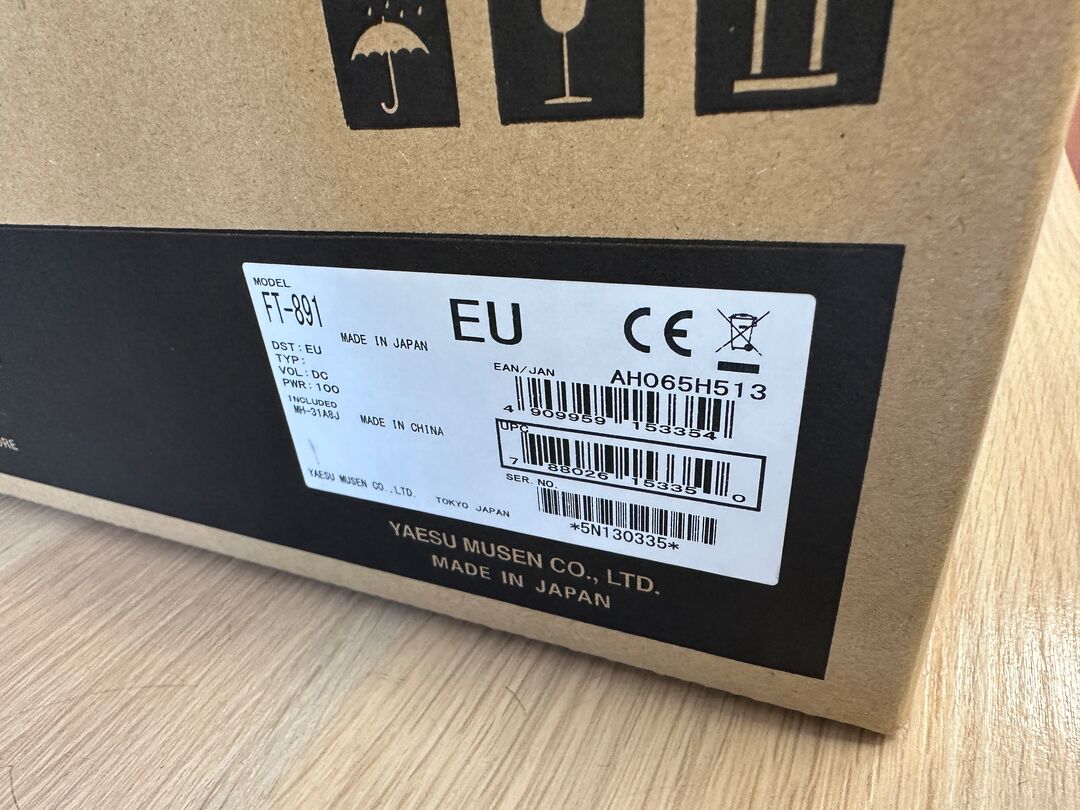 MODEL
FT-891
MADE IN JAPAN
EU
CE
DST: EU
TYP:
VOL: DC
PWR: 100
INCLUDED
MH-31A8J MADE IN CHINA
EAN/JAN
AH065H513
4 909959 153354
UPC
7 88026 15335 0
SER. NO.
*5N130335*
YAESU MUSEN CO., LTD. TOKYO JAPAN
YAESU MUSEN CO., LTD.
MADE IN JAPAN